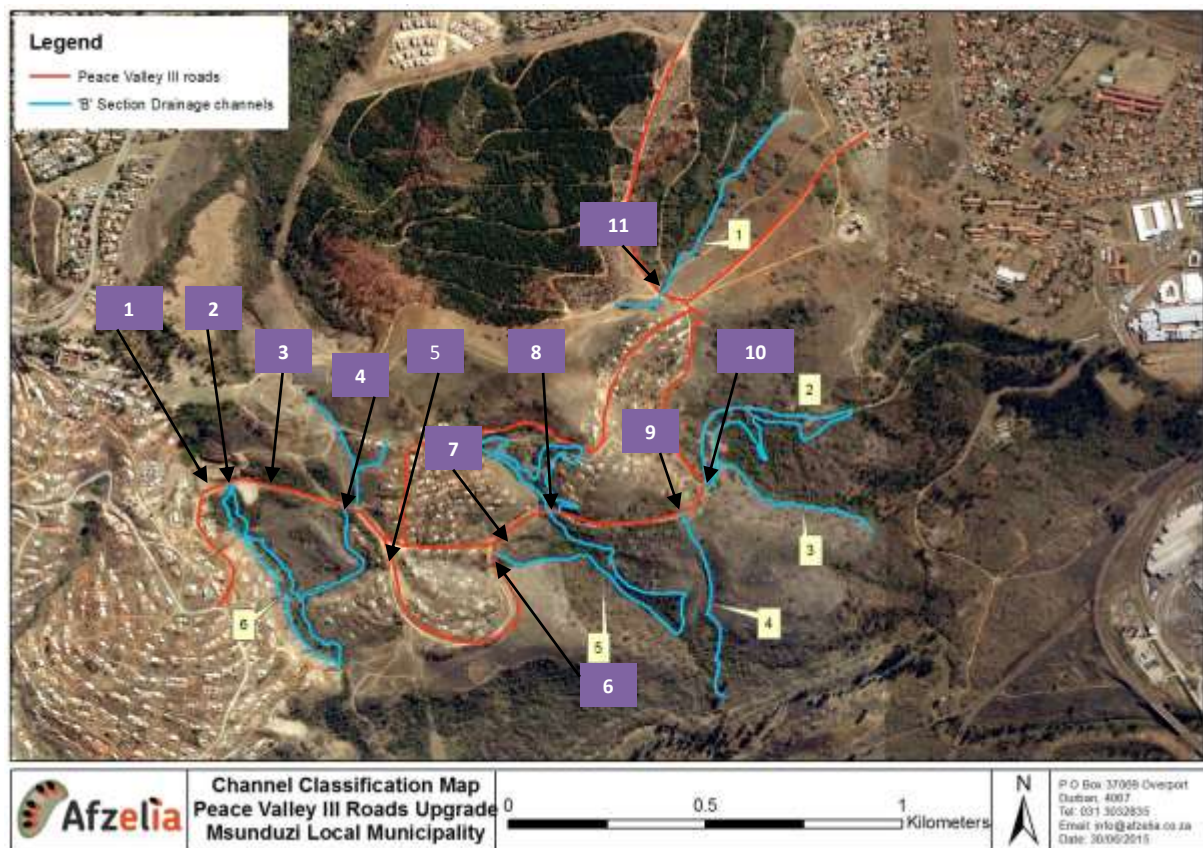 Legend
Peace Valley III roads
'B' Section Drainage channels
11
1
1
2
3
4
5
8
10
2
7
9
3
6
5
4
6
Afzelia
Channel Classification Map
Peace Valley III Roads Upgrade
Msunduzi Local Municipality
0 0.5 1
Kilometers
N
P O Box 37069 Overport
Durban, 4067
Tel: 031 3032835
Email: info@afzelia.co.za
Date: 30/06/2015